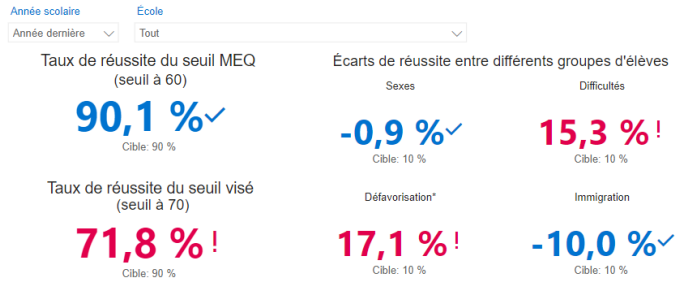 Année scolaire
École
Année dernière
Tout
Taux de réussite du seuil MEQ
(seuil à 60)
90,1 %
Cible: 90 %
Écarts de réussite entre différents groupes d'élèves
Sexes
-0,9 %
Cible: 10 %
Difficultés
15,3 % !
Cible: 10 %
Taux de réussite du seuil visé
(seuil à 70)
71,8 % !
Cible: 90 %
Défavorisation*
17,1 % !
Cible: 10 %
Immigration
-10,0 %
Cible: 10 %